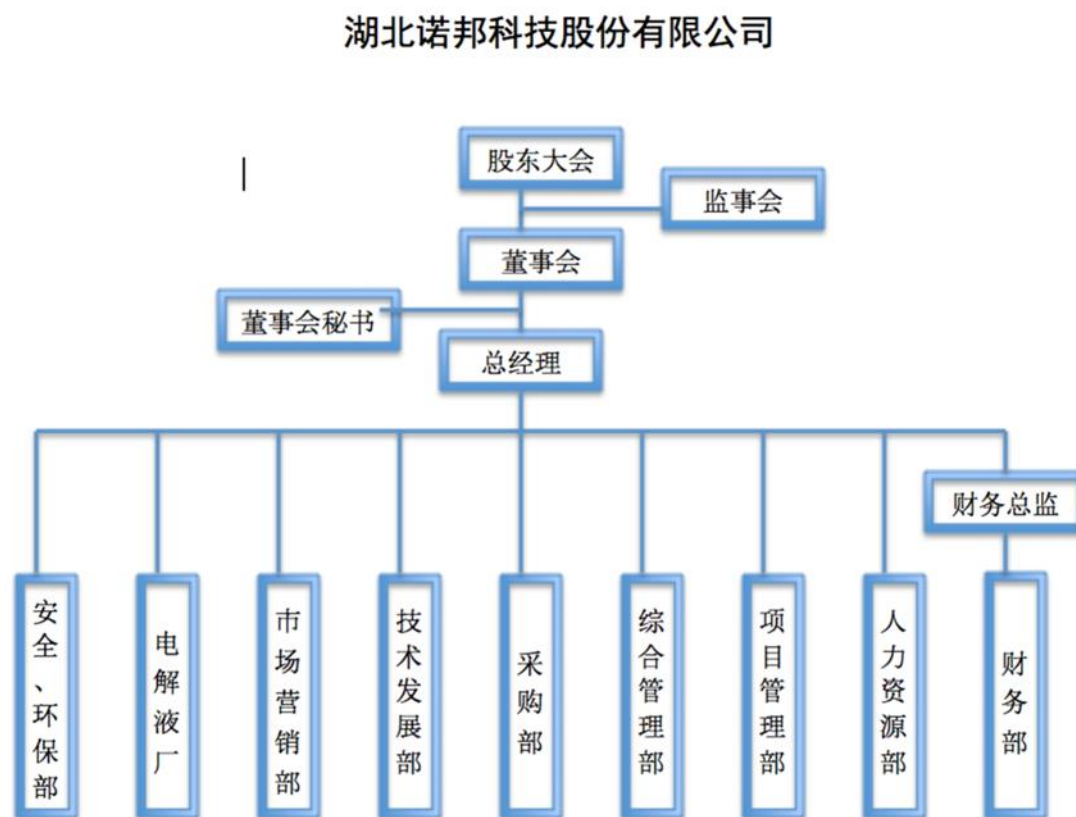 湖北诺邦科技股份有限公司
股东大会
监事会
董事会
董事会秘书
总经理
财务总监
安全、环保部
电解液厂
市场营销部
技术发展部
采购部
综合管理部
项目管理部
人力资源部
财务部